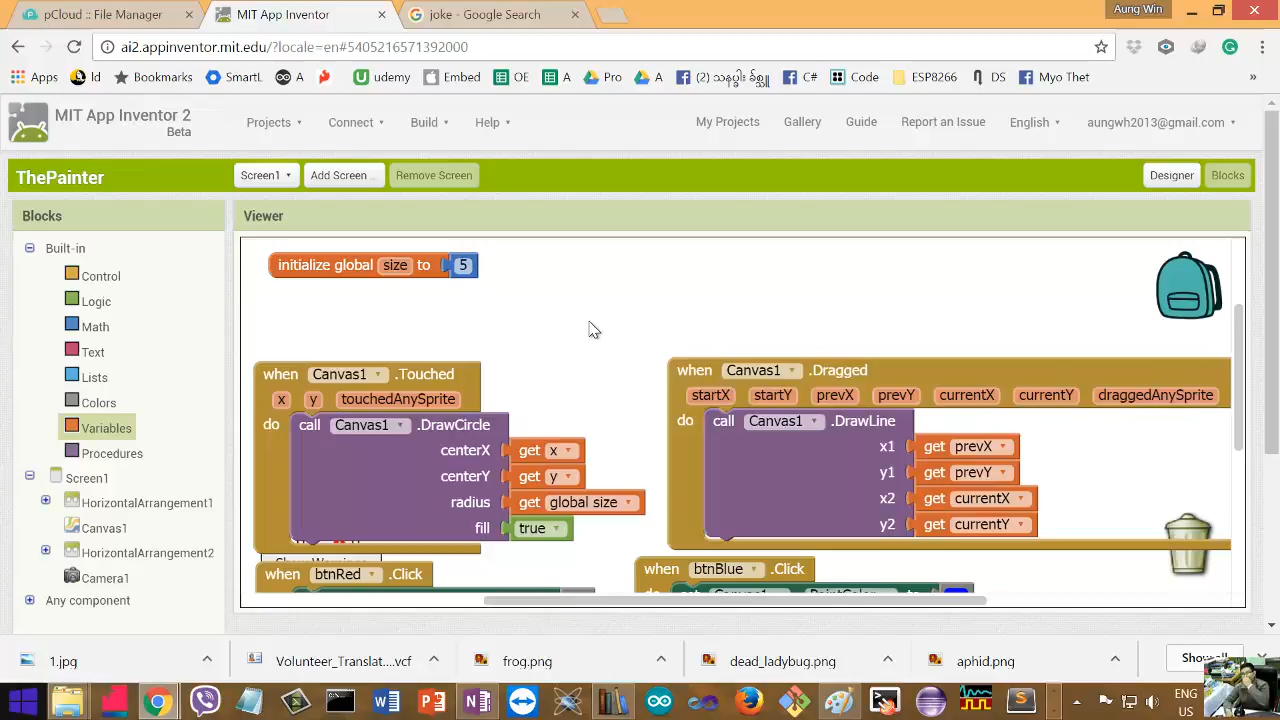 pCloud :: File Manager
MIT App Inventor
joke - Google Search
Aung Win
ai2.appinventor.mit.edu/?locale=en#5405216571392000
Apps
Id
Bookmarks
SmartL
A
udemy
Embed
OE
A
Pro
A
C#
Code
ESP8266
DS
Myo Thet
»
MIT App Inventor 2
Beta
Projects
Connect
Build
Help
My Projects
Gallery
Guide
Report an Issue
English
aungwh2013@gmail.com
ThePainter
Screen1
Add Screen ...
Remove Screen
Designer
Blocks
Blocks
Viewer
Built-in
Control
Logic
Math
Text
Lists
Colors
Variables
Procedures
Screen1
HorizontalArrangement1
Canvas1
HorizontalArrangement2
Camera1
Any component
initialize global size to 5
when Canvas1 .Touched
x y touchedAnySprite
do call Canvas1 .DrawCircle
centerX get x
centerY get y
radius get global size
fill true
when btnRed .Click
when Canvas1 .Dragged
startX startY prevX prevY currentX currentY draggedAnySprite
do call Canvas1 .DrawLine
x1 get prevX
y1 get prevY
x2 get currentX
y2 get currentY
when btnBlue .Click
1.jpg
Volunteer_Translat....vcf
frog.png
dead_ladybug.png
aphid.png
Show all
ENG
US